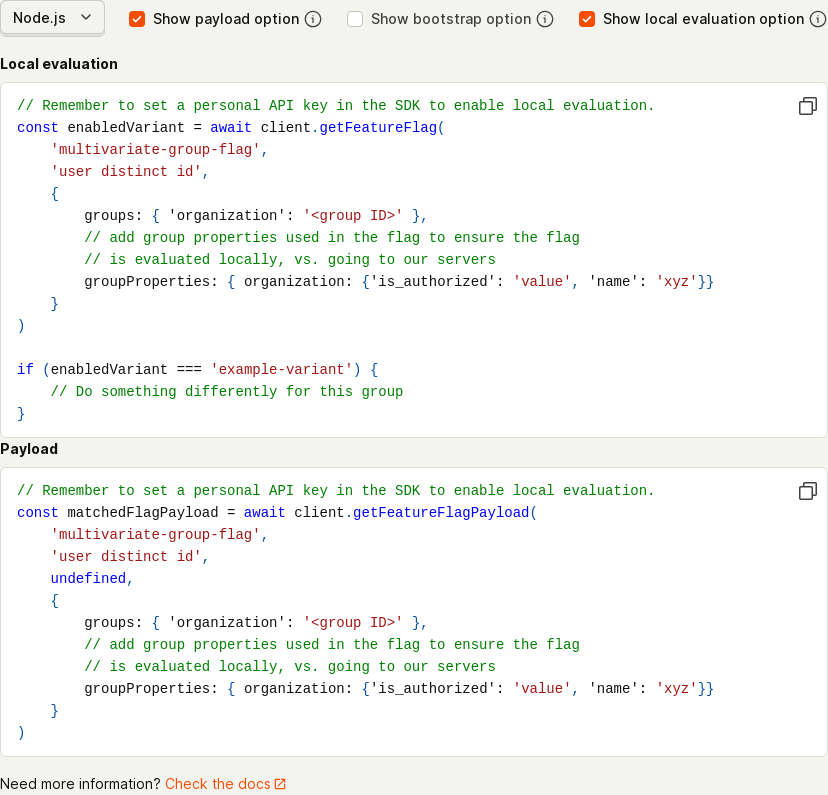 Node.js Show payload option Show bootstrap option Show local evaluation option
Local evaluation
// Remember to set a personal API key in the SDK to enable local evaluation.
const enabledVariant = await client.getFeatureFlag(
    'multivariate-group-flag',
    'user distinct id',
    {
        groups: { 'organization': '<group ID>' },
        // add group properties used in the flag to ensure the flag
        // is evaluated locally, vs. going to our servers
        groupProperties: { organization: {'is_authorized': 'value', 'name': 'xyz'}}
    }
)

if (enabledVariant === 'example-variant') {
    // Do something differently for this group
}
Payload
// Remember to set a personal API key in the SDK to enable local evaluation.
const matchedFlagPayload = await client.getFeatureFlagPayload(
    'multivariate-group-flag',
    'user distinct id',
    undefined,
    {
        groups: { 'organization': '<group ID>' },
        // add group properties used in the flag to ensure the flag
        // is evaluated locally, vs. going to our servers
        groupProperties: { organization: {'is_authorized': 'value', 'name': 'xyz'}}
    }
)
Need more information? Check the docs